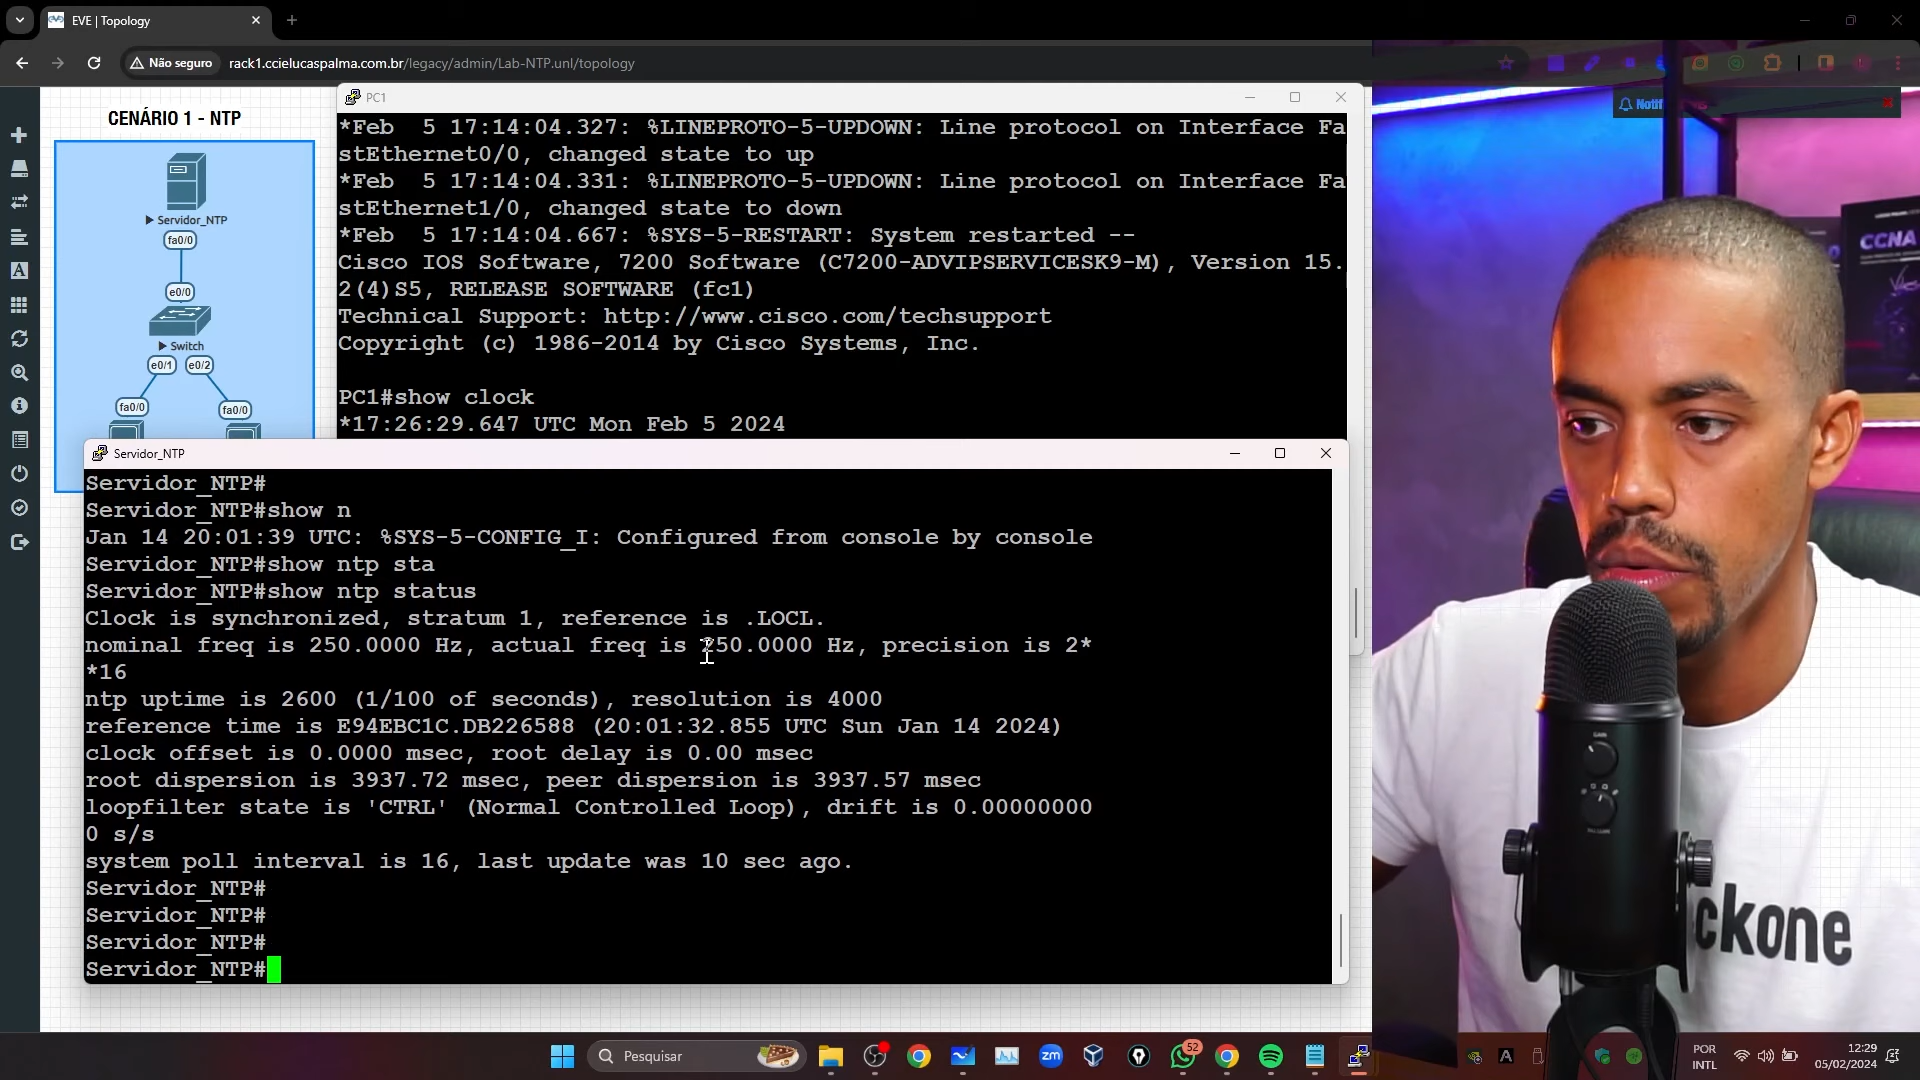 EVE | Topology
Não seguro
rack1.ccielucaspalma.com.br/legacy/admin/Lab-NTP.unl/topology
CENÁRIO 1 - NTP
Servidor_NTP
fa0/0
e0/0
Switch
e0/1
e0/2
fa0/0
fa0/0
PC1
*Feb  5 17:14:04.327: %LINEPROTO-5-UPDOWN: Line protocol on Interface Fa
stEthernet0/0, changed state to up
*Feb  5 17:14:04.331: %LINEPROTO-5-UPDOWN: Line protocol on Interface Fa
stEthernet1/0, changed state to down
*Feb  5 17:14:04.667: %SYS-5-RESTART: System restarted --
Cisco IOS Software, 7200 Software (C7200-ADVIPSERVICESK9-M), Version 15.
2(4)S5, RELEASE SOFTWARE (fc1)
Technical Support: http://www.cisco.com/techsupport
Copyright (c) 1986-2014 by Cisco Systems, Inc.
PC1#show clock
*17:26:29.647 UTC Mon Feb 5 2024
Servidor_NTP
Servidor_NTP#
Servidor_NTP#show n
Jan 14 20:01:39 UTC: %SYS-5-CONFIG_I: Configured from console by console
Servidor_NTP#show ntp sta
Servidor_NTP#show ntp status
Clock is synchronized, stratum 1, reference is .LOCL.
nominal freq is 250.0000 Hz, actual freq is 250.0000 Hz, precision is 2*
*16
ntp uptime is 2600 (1/100 of seconds), resolution is 4000
reference time is E94EBC1C.DB226588 (20:01:32.855 UTC Sun Jan 14 2024)
clock offset is 0.0000 msec, root delay is 0.00 msec
root dispersion is 3937.72 msec, peer dispersion is 3937.57 msec
loopfilter state is 'CTRL' (Normal Controlled Loop), drift is 0.00000000
0 s/s
system poll interval is 16, last update was 10 sec ago.
Servidor_NTP#
Servidor_NTP#
Servidor_NTP#
Servidor_NTP#
Notif
CCNA
ckone
GAIN
Pesquisar
zm
52
A
POR
INTL
12:29
05/02/2024